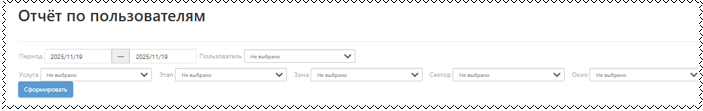 Отчёт по пользователям
Период 2025/11/19 — 2025/11/19 Пользователь Не выбрано
Услуга Не выбрано Этап Не выбрано Зона Не выбрано Сектор Не выбрано Окно Не выбрано
Сформировать